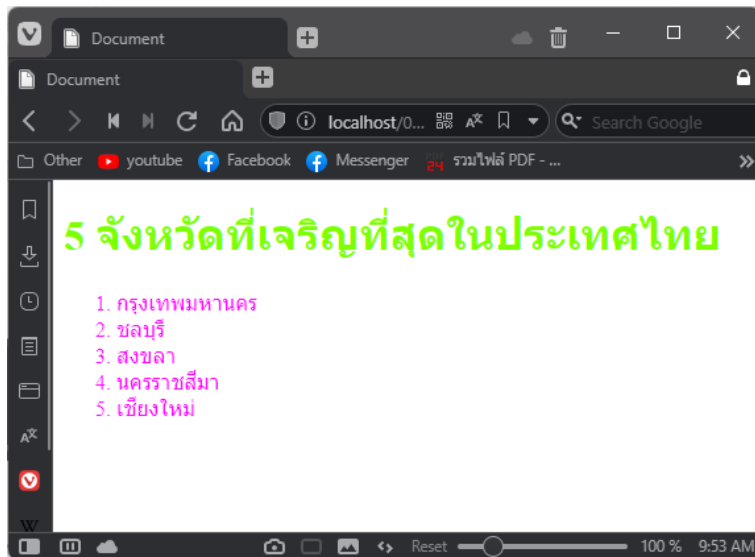 Document
Document
localhost/0... Search Google
Other youtube Facebook Messenger PDF 24 รวมไฟล์ PDF - ...
5 จังหวัดที่เจริญที่สุดในประเทศไทย
1. กรุงเทพมหานคร
2. ชลบุรี
3. สงขลา
4. นครราชสีมา
5. เชียงใหม่
W
Reset 100 % 9:53 AM